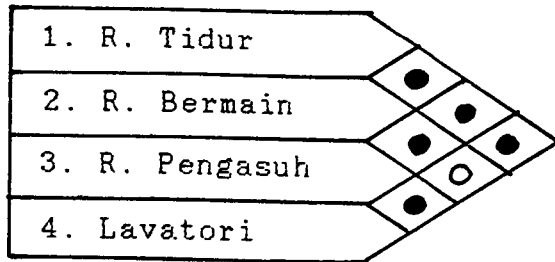 1. R. Tidur
2. R. Bermain
3. R. Pengasuh
4. Lavatori